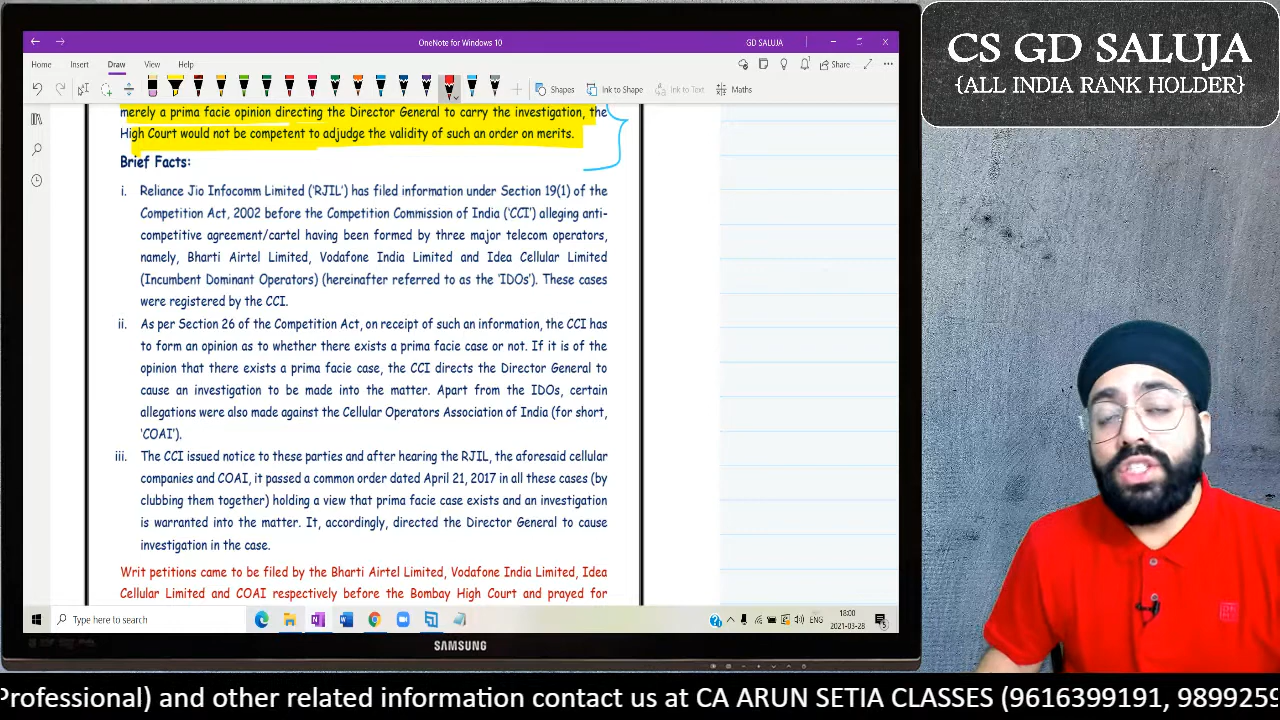 OneNote for Windows 10
GD SALUJA
Home Insert Draw View Help
Share
Shapes Ink to Shape Ink to Text Maths
merely a prima facie opinion directing the Director General to carry the investigation, the
High Court would not be competent to adjudge the validity of such an order on merits.
Brief Facts:
i. Reliance Jio Infocomm Limited ('RJIL') has filed information under Section 19(1) of the
Competition Act, 2002 before the Competition Commission of India ('CCI') alleging anti-
competitive agreement/cartel having been formed by three major telecom operators,
namely, Bharti Airtel Limited, Vodafone India Limited and Idea Cellular Limited
(Incumbent Dominant Operators) (hereinafter referred to as the 'IDOs'). These cases
were registered by the CCI.
ii. As per Section 26 of the Competition Act, on receipt of such an information, the CCI has
to form an opinion as to whether there exists a prima facie case or not. If it is of the
opinion that there exists a prima facie case, the CCI directs the Director General to
cause an investigation to be made into the matter. Apart from the IDOs, certain
allegations were also made against the Cellular Operators Association of India (for short,
'COAI').
iii. The CCI issued notice to these parties and after hearing the RJIL, the aforesaid cellular
companies and COAI, it passed a common order dated April 21, 2017 in all these cases (by
clubbing them together) holding a view that prima facie case exists and an investigation
is warranted into the matter. It, accordingly, directed the Director General to cause
investigation in the case.
Writ petitions came to be filed by the Bharti Airtel Limited, Vodafone India Limited, Idea
Cellular Limited and COAI respectively before the Bombay High Court and prayed for
Type here to search
ENG
18:00
2021-03-28
SAMSUNG
CS GD SALUJA
{ALL INDIA RANK HOLDER}
Professional) and other related information contact us at CA ARUN SETIA CLASSES (9616399191, 9899259